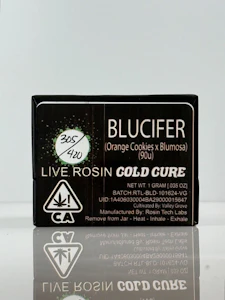 305/420
BLUCIFER
(Orange Cookies x Blumosa)
(90u)
LIVE ROSIN COLD CURE
NET WT 1 GRAM [.035 OZ]
BATCH:RTL-BLD-101624-VG
UID:1A406030004BA29000015647
Cultivated By: Valley Grove
Manufactured By: Rosin Tech Labs
Remove from Jar - Heat - Inhale - Exhale
CA